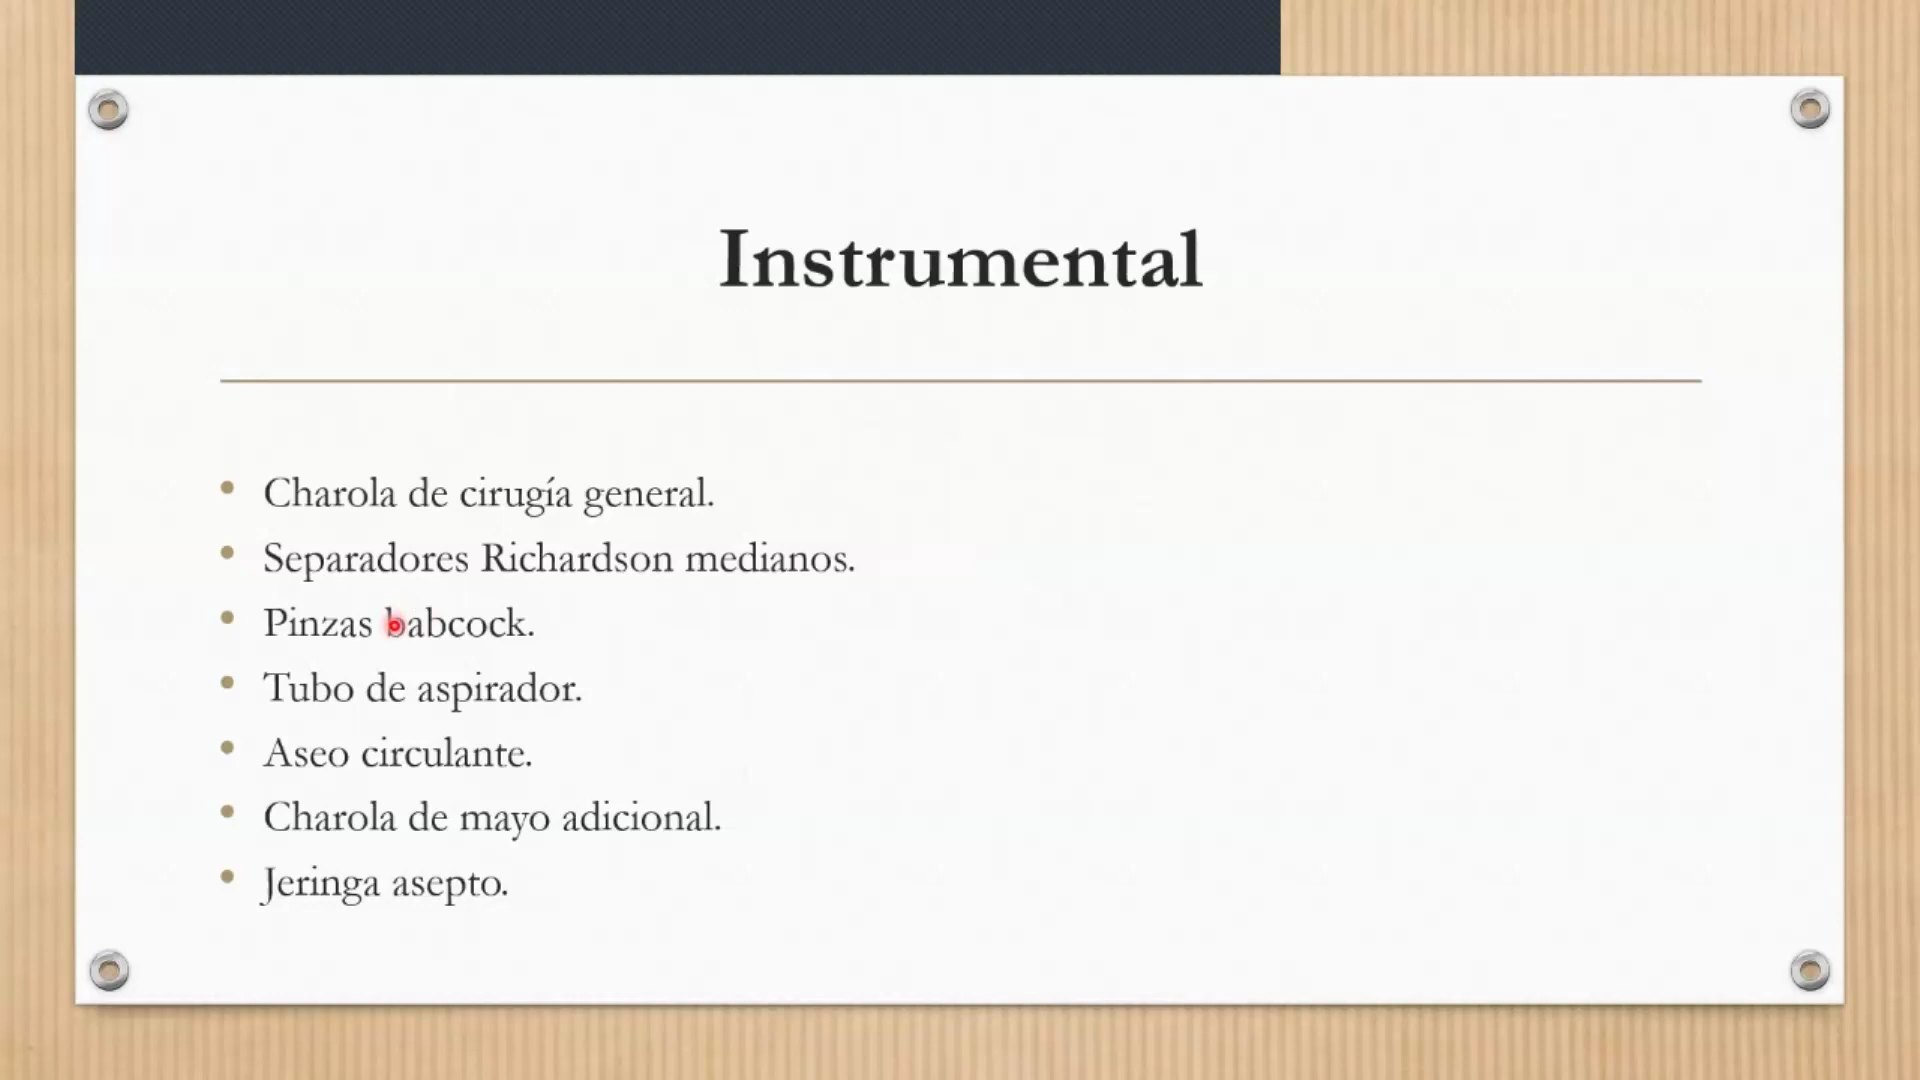 Instrumental
• Charola de cirugía general.
• Separadores Richardson medianos.
• Pinzas babcock.
• Tubo de aspirador.
• Aseo circulante.
• Charola de mayo adicional.
• Jeringa asepto.